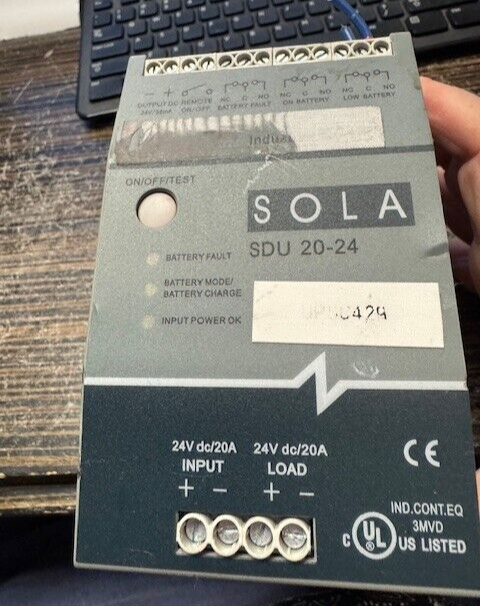 − + NC C NO NC C NO NC C NO
OUTPUT DC REMOTE BATTERY FAULT ON BATTERY LOW BATTERY
ON/OFF
ON/OFF/TEST
SOLA
SDU 20-24
BATTERY FAULT
BATTERY MODE/
BATTERY CHARGE
INPUT POWER OK
24V dc/20A 24V dc/20A
INPUT LOAD
+ − + −
CE
IND.CONT.EQ
3MVD
C UL US LISTED